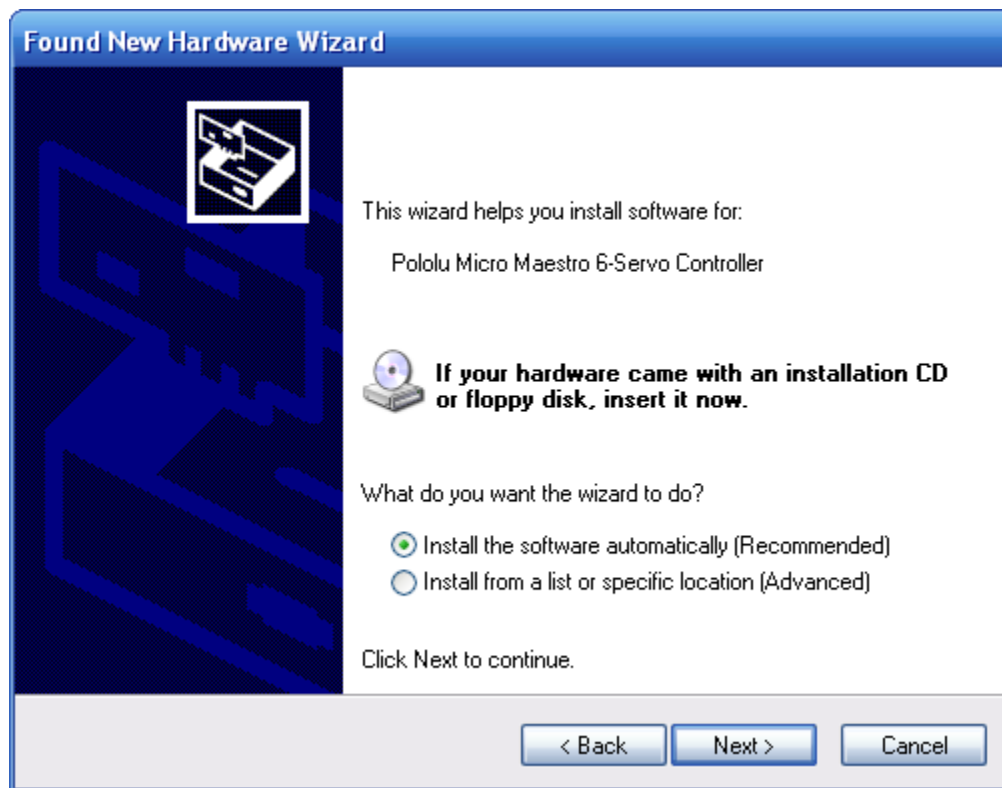 Found New Hardware Wizard
This wizard helps you install software for:
Pololu Micro Maestro 6-Servo Controller
If your hardware came with an installation CD
or floppy disk, insert it now.
What do you want the wizard to do?
Install the software automatically (Recommended)
Install from a list or specific location (Advanced)
Click Next to continue.
< Back Next > Cancel